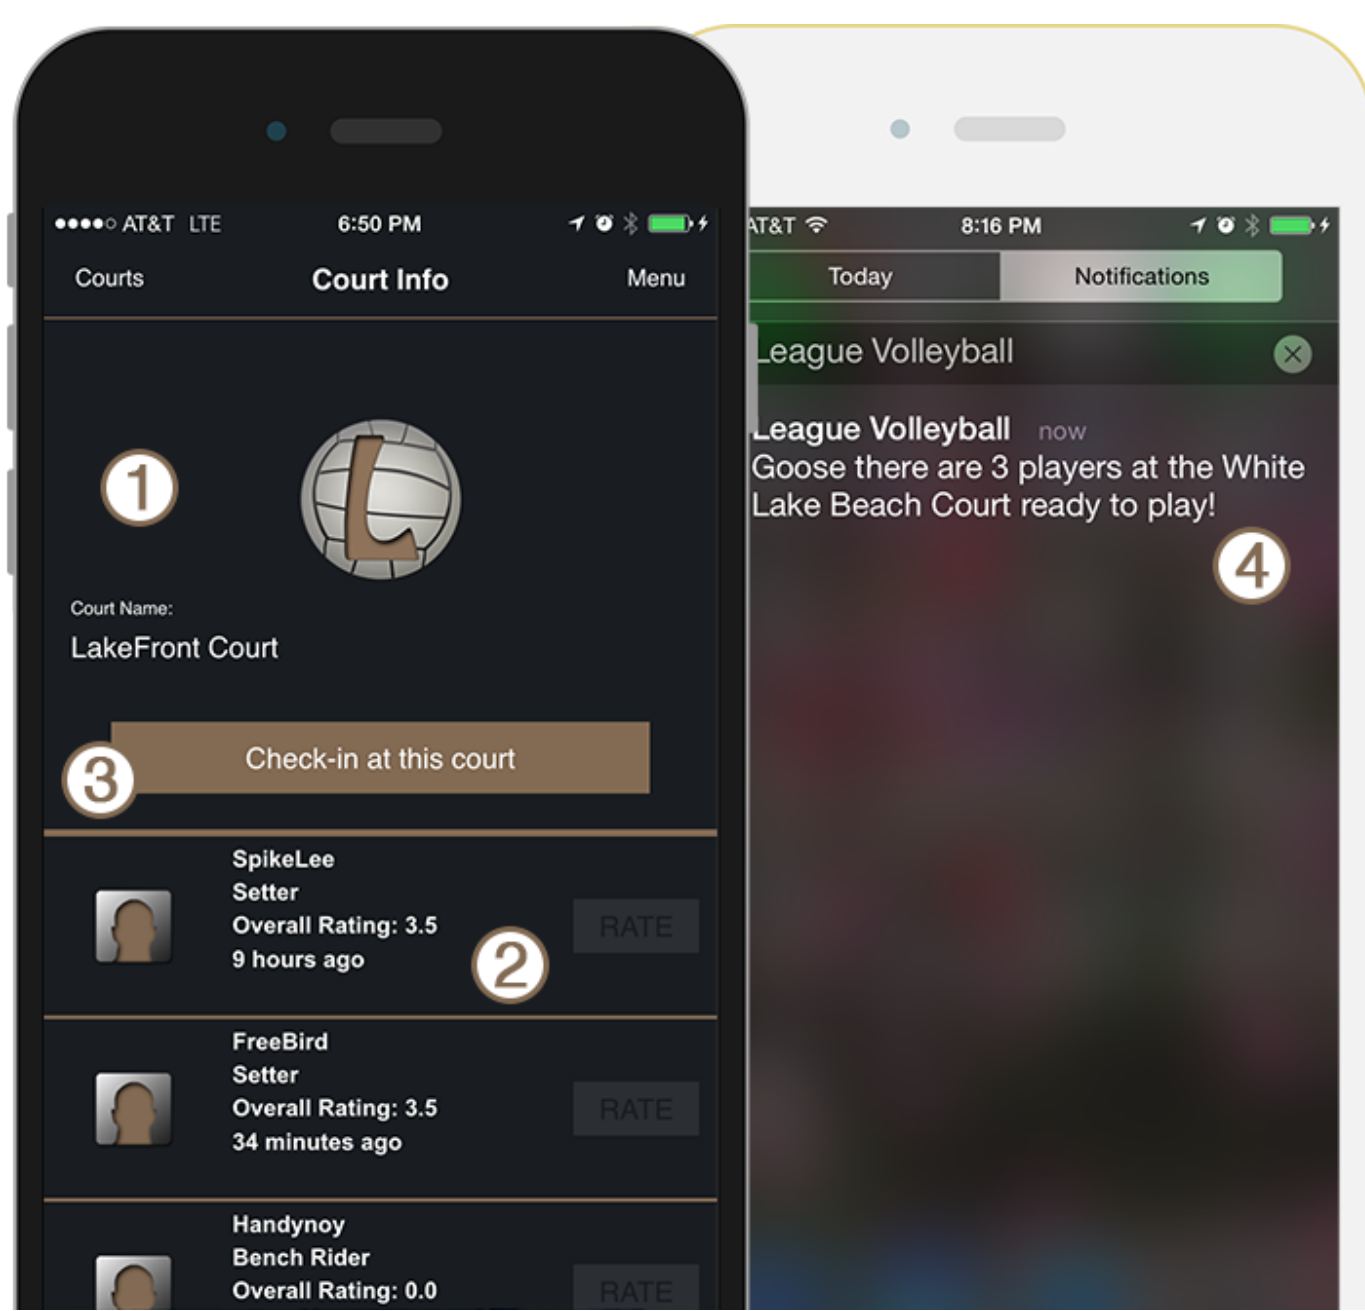 AT&T LTE
6:50 PM
Courts
Court Info
Menu
1
L
Court Name:
LakeFront Court
3
Check-in at this court
SpikeLee
Setter
Overall Rating: 3.5
9 hours ago
2
RATE
FreeBird
Setter
Overall Rating: 3.5
34 minutes ago
RATE
Handynoy
Bench Rider
Overall Rating: 0.0
RATE
AT&T
8:16 PM
Today
Notifications
League Volleyball
League Volleyball now
Goose there are 3 players at the White
Lake Beach Court ready to play!
4